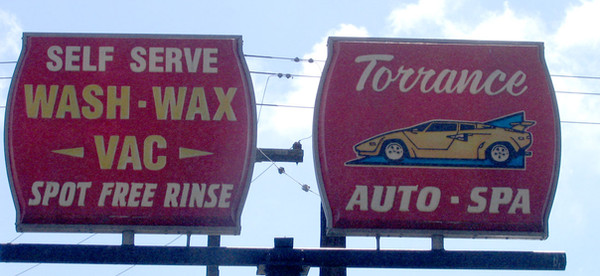 SELF SERVE
WASH - WAX
VAC
SPOT FREE RINSE
Torrance
AUTO - SPA